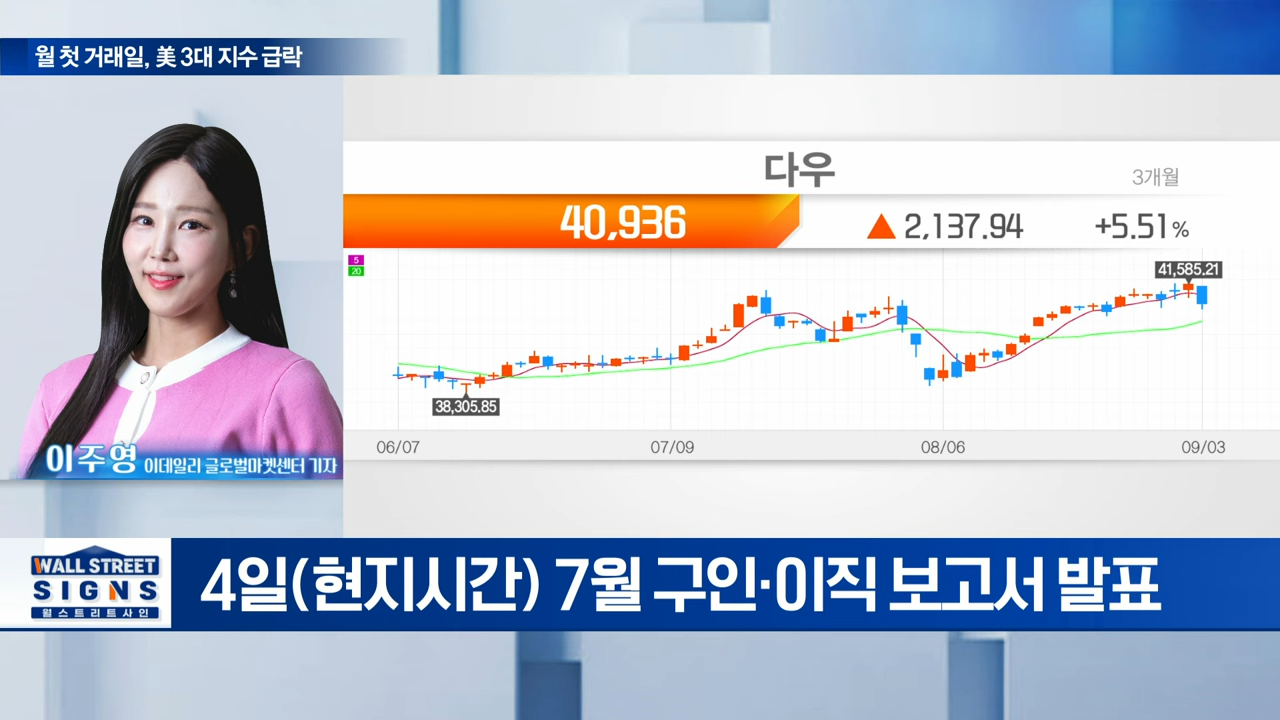 월 첫 거래일, 美 3대 지수 급락
다우
3개월
40,936
▲ 2,137.94
+5.51%
5
20
41,585.21
38,305.85
06/07
07/09
08/06
09/03
이주영 이데일리 글로벌마켓센터 기자
WALL STREET
SIGNS
월스트리트사인
4일(현지시간) 7월 구인·이직 보고서 발표